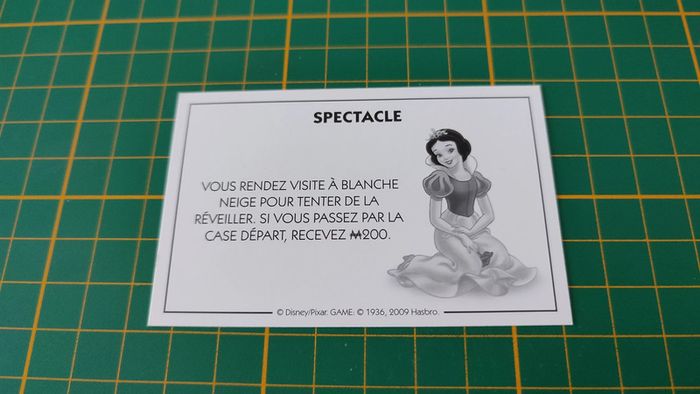 SPECTACLE
VOUS RENDEZ VISITE À BLANCHE
NEIGE POUR TENTER DE LA
RÉVEILLER. SI VOUS PASSEZ PAR LA
CASE DÉPART, RECEVEZ ₩200.
© Disney/Pixar. GAME: © 1936, 2009 Hasbro.